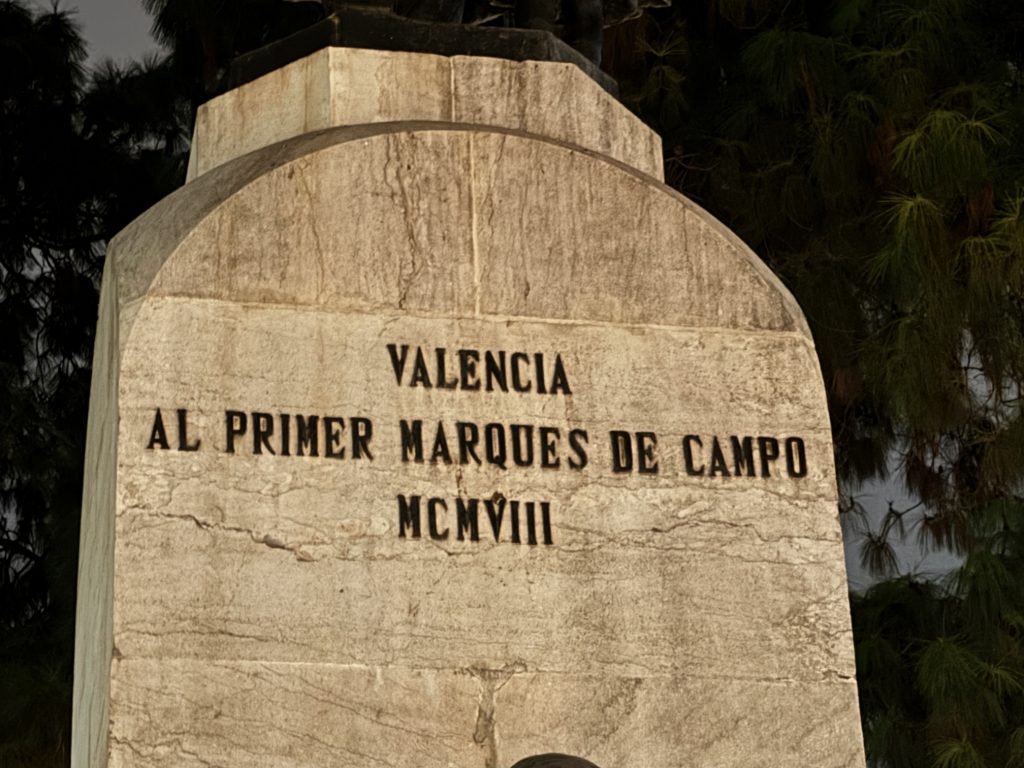 VALENCIA
AL PRIMER MARQUES DE CAMPO
MCMVIII